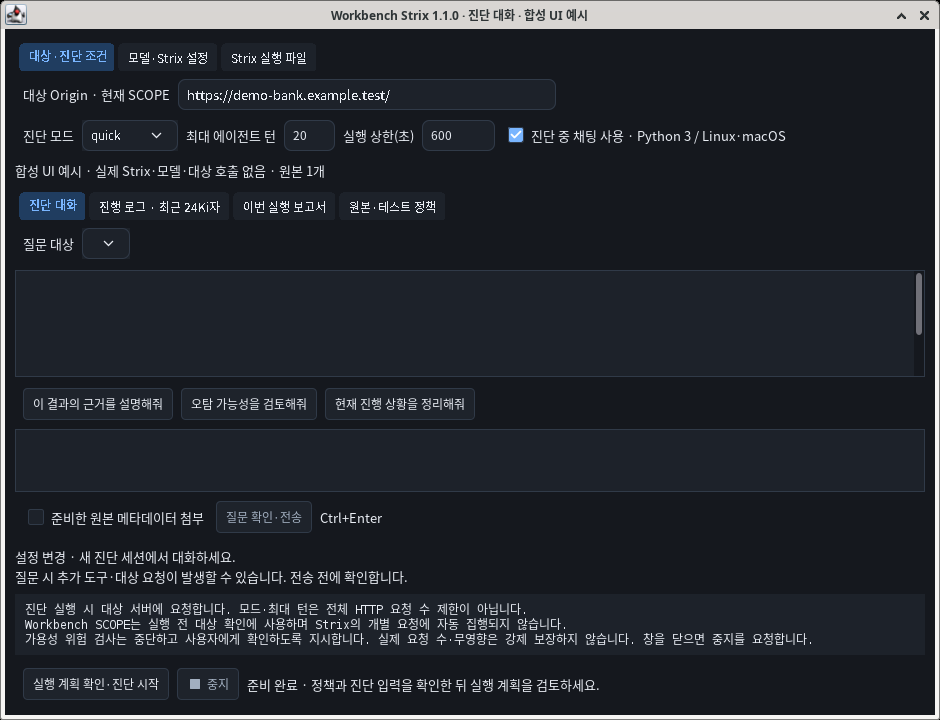 Workbench Strix 1.1.0 · 진단 대화 · 합성 UI 예시
대상·진단 조건 모델·Strix 설정 Strix 실행 파일
대상 Origin · 현재 SCOPE https://demo-bank.example.test/
진단 모드 quick 최대 에이전트 턴 20 실행 상한(초) 600 진단 중 채팅 사용 · Python 3 / Linux·macOS
합성 UI 예시 · 실제 Strix·모델·대상 호출 없음 · 원본 1개
진단 대화 진행 로그 · 최근 24Ki자 이번 실행 보고서 원본·테스트 정책
질문 대상
이 결과의 근거를 설명해줘 오탐 가능성을 검토해줘 현재 진행 상황을 정리해줘
준비한 원본 메타데이터 첨부 질문 확인·전송 Ctrl+Enter
설정 변경 · 새 진단 세션에서 대화하세요.
질문 시 추가 도구·대상 요청이 발생할 수 있습니다. 전송 전에 확인합니다.
진단 실행 시 대상 서버에 요청합니다. 모드·최대 턴은 전체 HTTP 요청 수 제한이 아닙니다.
Workbench SCOPE는 실행 전 대상 확인에 사용하며 Strix의 개별 요청에 자동 집행되지 않습니다.
가용성 위험 검사는 중단하고 사용자에게 확인하도록 지시합니다. 실제 요청 수·무영향은 강제 보장하지 않습니다. 창을 닫으면 중지를 요청합니다.
실행 계획 확인·진단 시작 중지 준비 완료 · 정책과 진단 입력을 확인한 뒤 실행 계획을 검토하세요.